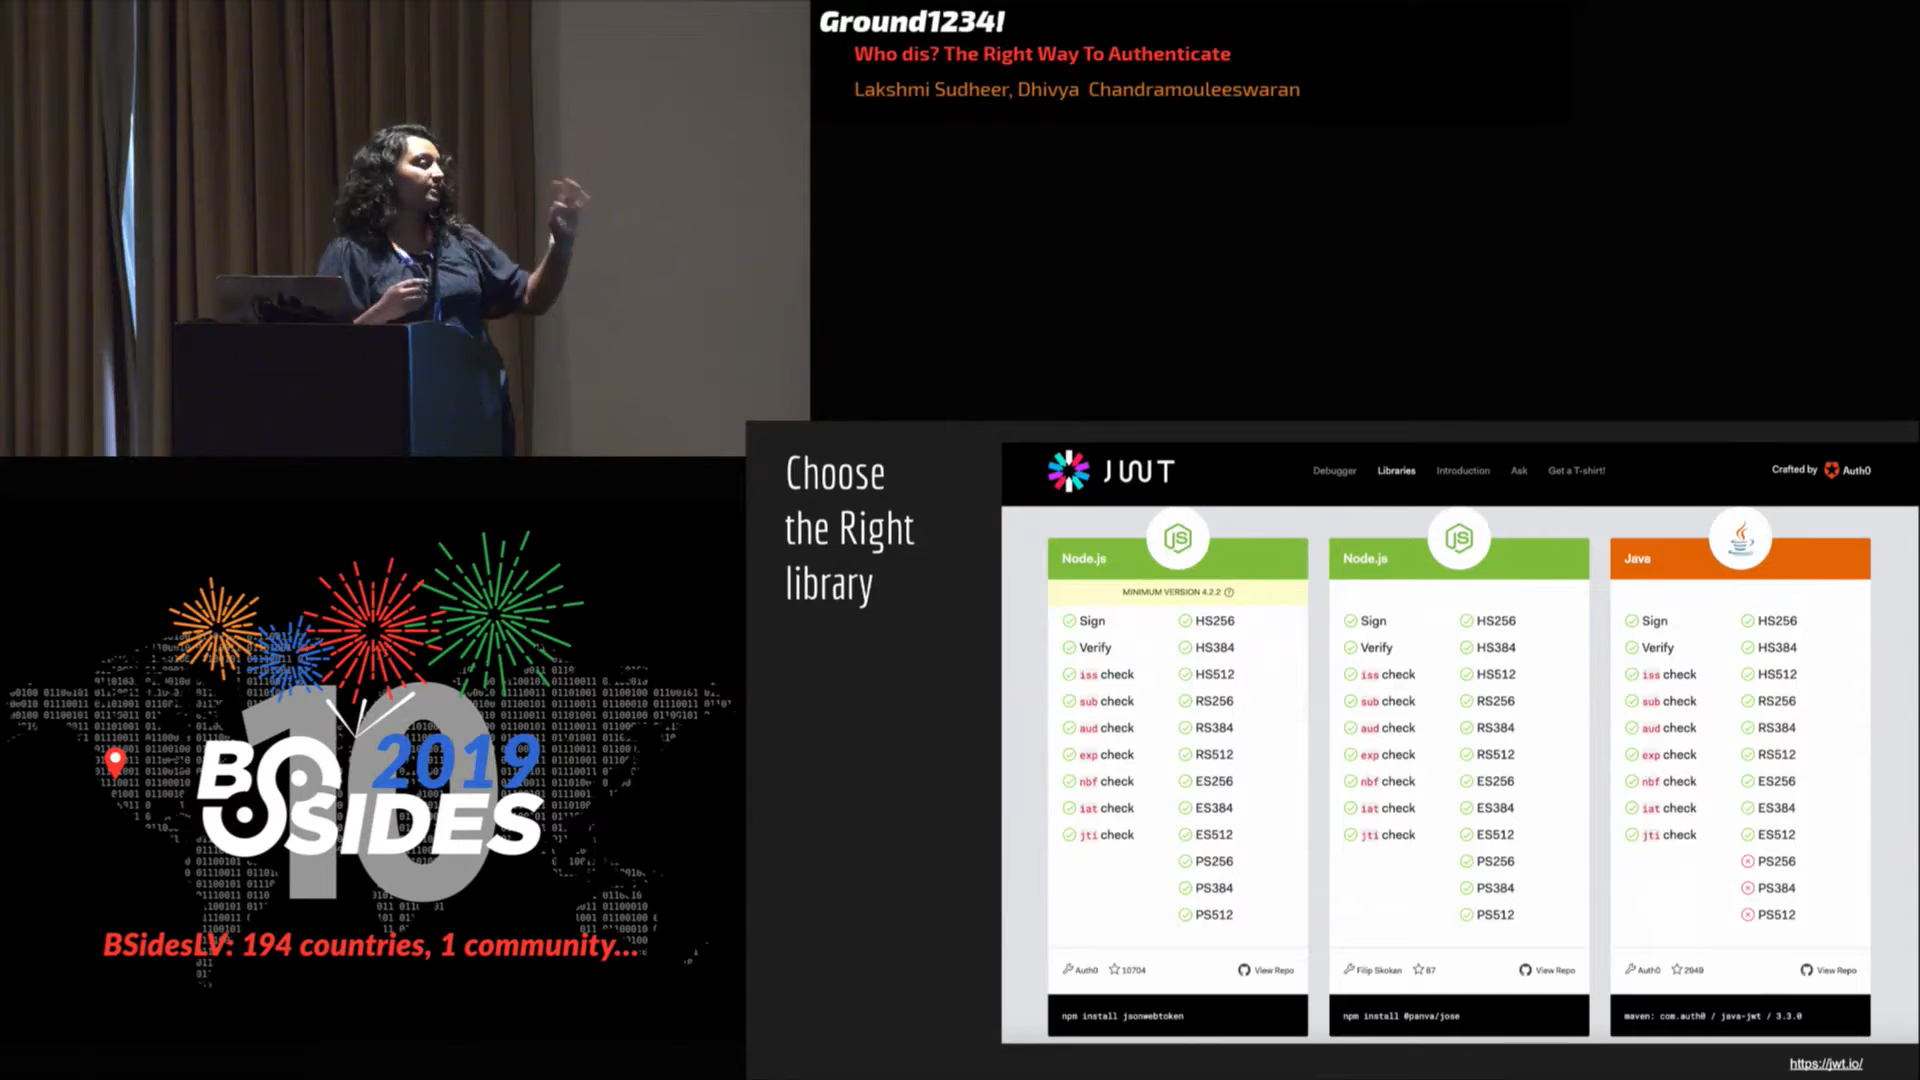 Ground1234!
Who dis? The Right Way To Authenticate
Lakshmi Sudheer, Dhivya Chandramouleeswaran
Choose
the Right
library
JWT
Debugger Libraries Introduction Ask Get a T-shirt!
Crafted by Auth0
Node.js
MINIMUM VERSION 4.2.2
Sign HS256
Verify HS384
iss check HS512
sub check RS256
aud check RS384
exp check RS512
nbf check ES256
iat check ES384
jti check ES512
PS256
PS384
PS512
Auth0 10704 View Repo
npm install jsonwebtoken
Node.js
Sign HS256
Verify HS384
iss check HS512
sub check RS256
aud check RS384
exp check RS512
nbf check ES256
iat check ES384
jti check ES512
PS256
PS384
PS512
Filip Skokan 87 View Repo
npm install @panva/jose
Java
Sign HS256
Verify HS384
iss check HS512
sub check RS256
aud check RS384
exp check RS512
nbf check ES256
iat check ES384
jti check ES512
PS256
PS384
PS512
Auth0 2949 View Repo
maven: com.auth0 / java-jwt / 3.3.0
https://jwt.io/
10
2019
BSIDES
BSidesLV: 194 countries, 1 community...